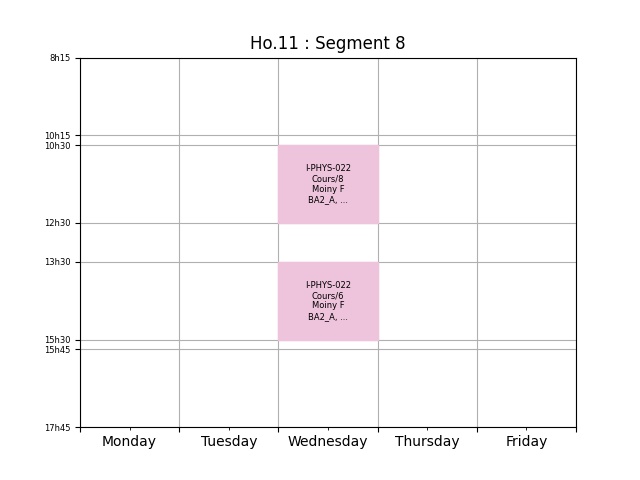 Ho.11 : Segment 8
8h15
10h15
10h30
I-PHYS-022
Cours/8
Moiny F
BA2_A, ...
12h30
13h30
I-PHYS-022
Cours/6
Moiny F
BA2_A, ...
15h30
15h45
17h45
Monday Tuesday Wednesday Thursday Friday